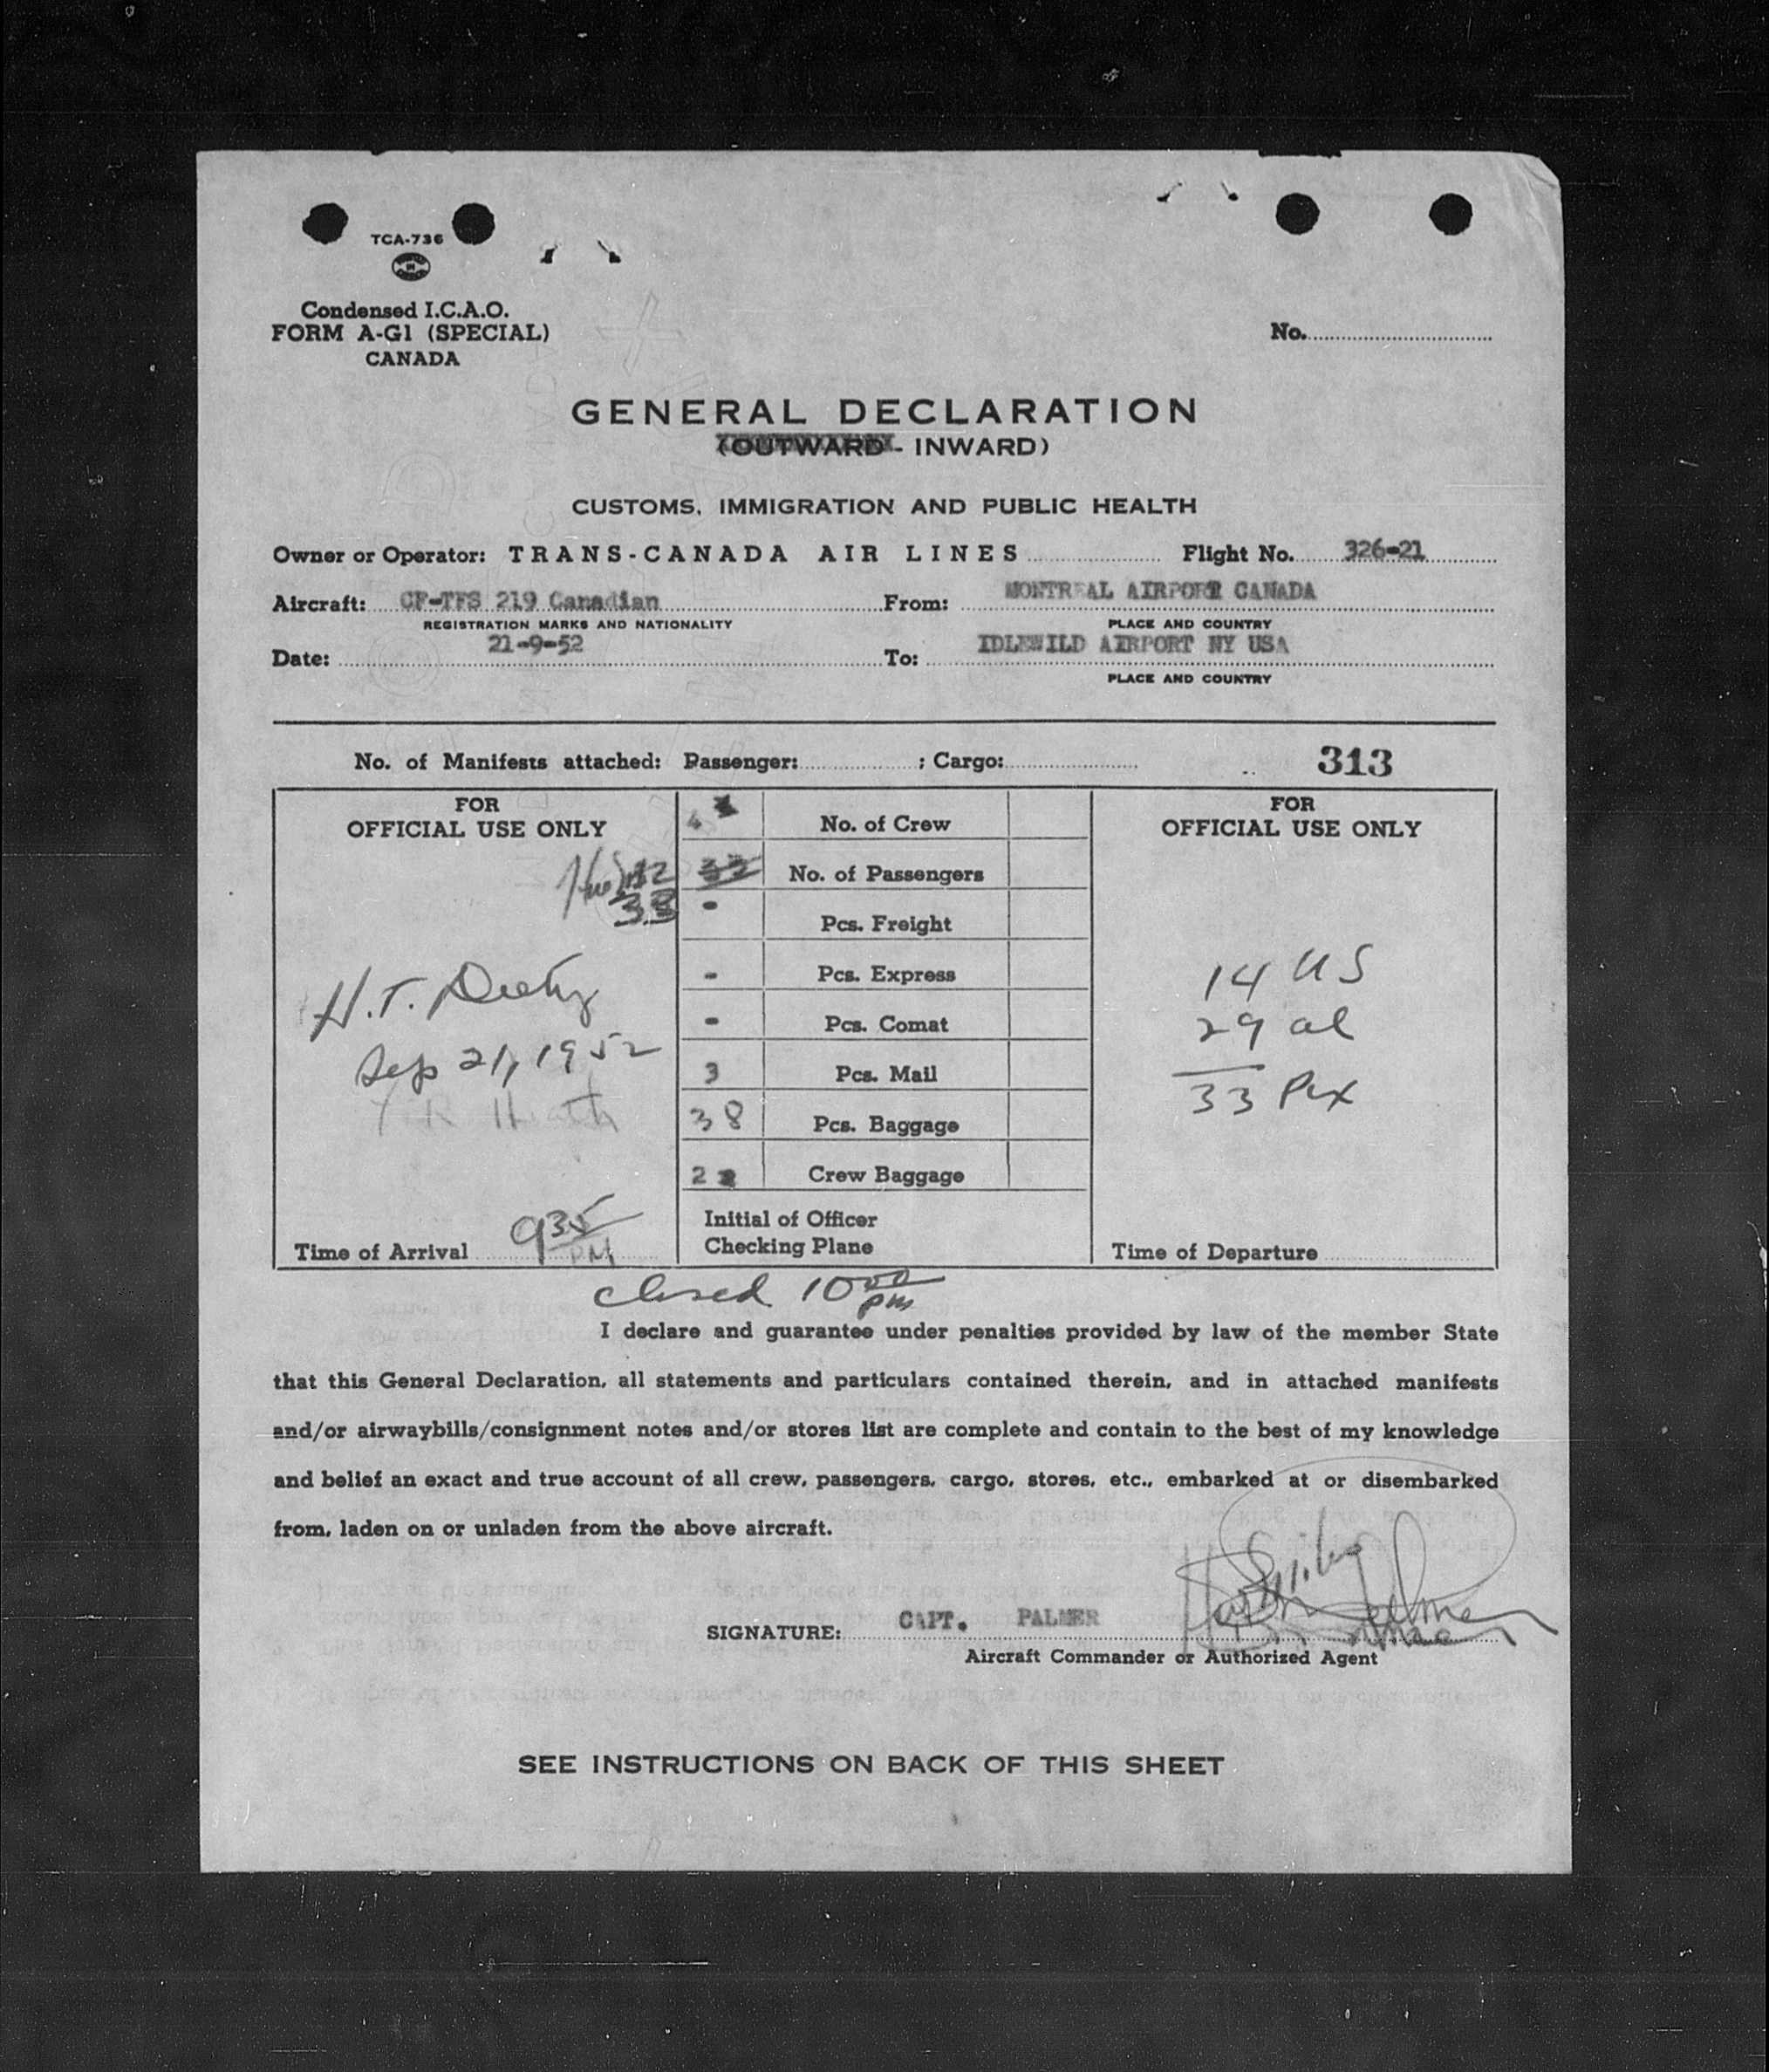 TCA-736
Condensed I.C.A.O.
FORM A-G1 (SPECIAL)
CANADA
No.
GENERAL DECLARATION
(OUTWARD - INWARD)
CUSTOMS, IMMIGRATION AND PUBLIC HEALTH
Owner or Operator: TRANS-CANADA AIR LINES Flight No. 326-21
Aircraft: CF-TFS 219 Canadian From: MONTREAL AIRPORT CANADA
REGISTRATION MARKS AND NATIONALITY PLACE AND COUNTRY
Date: 21-9-52 To: IDLEWILD AIRPORT NY USA
PLACE AND COUNTRY
No. of Manifests attached: Passenger: ; Cargo: 313
FOR
OFFICIAL USE ONLY
33
H.T.
Sep 21, 1952
Time of Arrival 9 35 PM
4 No. of Crew
32 No. of Passengers
- Pcs. Freight
- Pcs. Express
- Pcs. Comat
3 Pcs. Mail
38 Pcs. Baggage
2 Crew Baggage
Initial of Officer
Checking Plane
FOR
OFFICIAL USE ONLY
14 US
29 al
33 Pax
Time of Departure
closed 10 00 pm
I declare and guarantee under penalties provided by law of the member State
that this General Declaration, all statements and particulars contained therein, and in attached manifests
and/or airwaybills/consignment notes and/or stores list are complete and contain to the best of my knowledge
and belief an exact and true account of all crew, passengers, cargo, stores, etc., embarked at or disembarked
from, laden on or unladen from the above aircraft.
SIGNATURE: CAPT. PALMER
Aircraft Commander or Authorized Agent
SEE INSTRUCTIONS ON BACK OF THIS SHEET